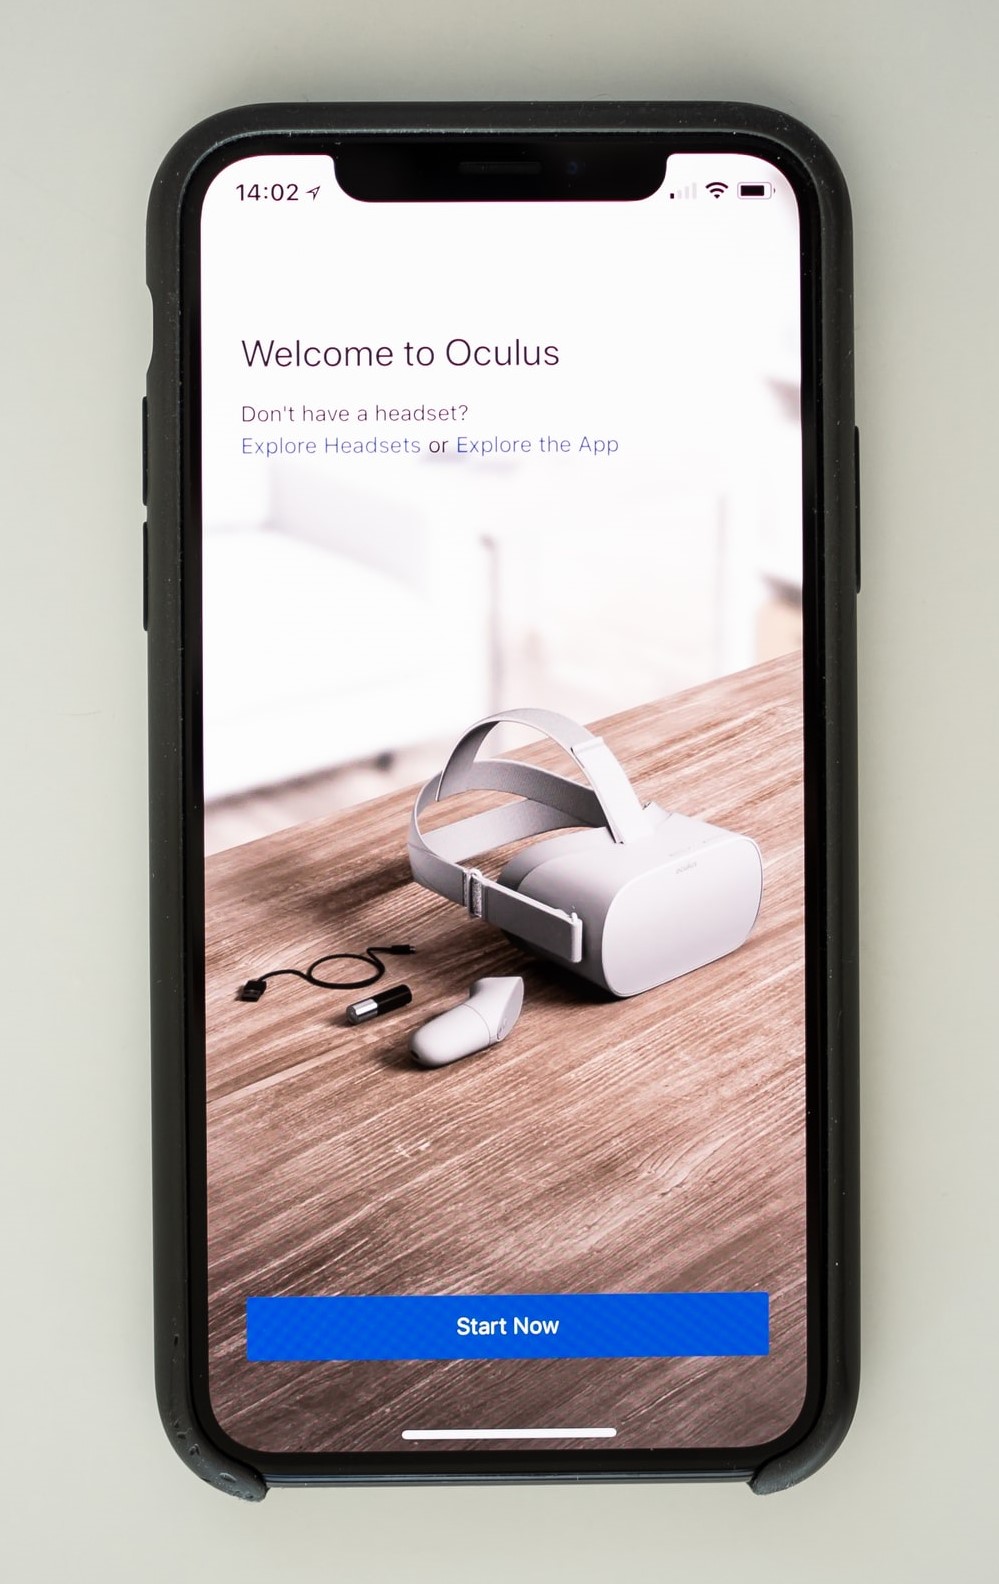 14:02
Welcome to Oculus
Don't have a headset?
Explore Headsets or Explore the App
oculus
Start Now